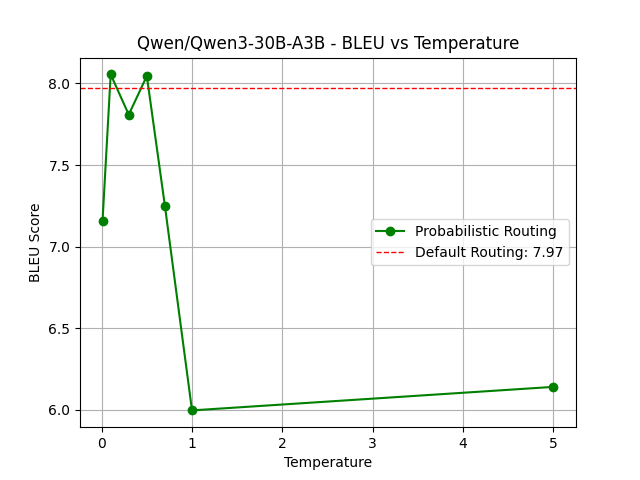 Qwen/Qwen3-30B-A3B - BLEU vs Temperature
BLEU Score
8.0
7.5
7.0
6.5
6.0
Probabilistic Routing
Default Routing: 7.97
0 1 2 3 4 5
Temperature